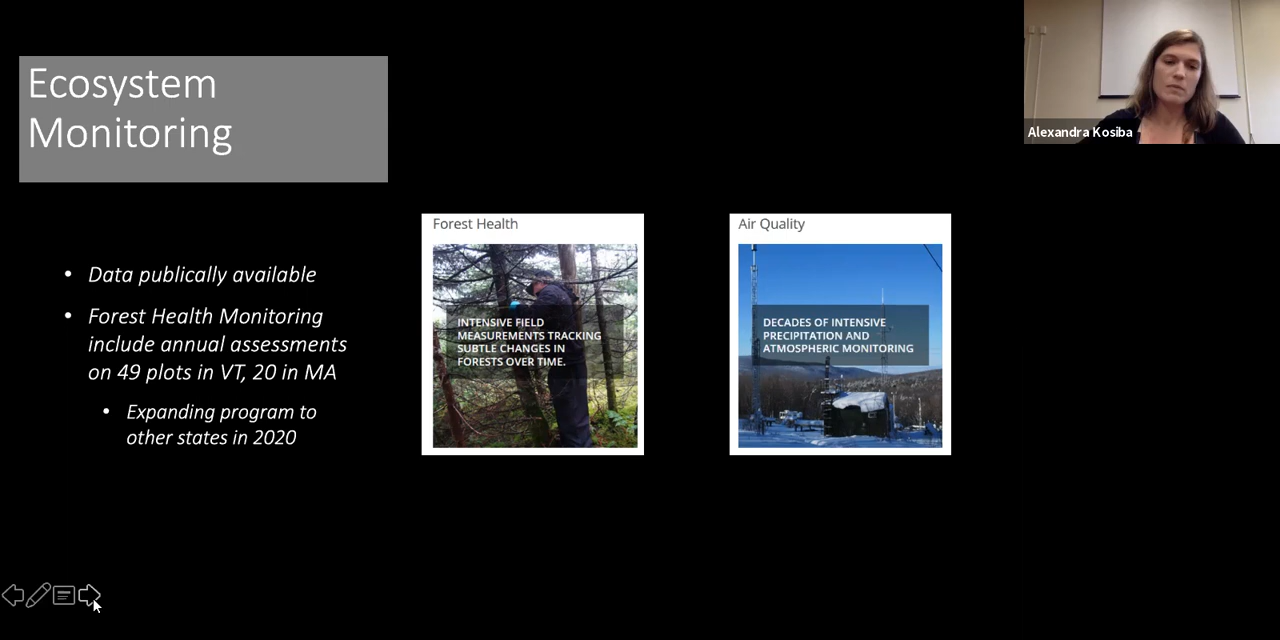 Ecosystem
Monitoring
Alexandra Kosiba
• Data publically available
• Forest Health Monitoring
include annual assessments
on 49 plots in VT, 20 in MA
• Expanding program to
other states in 2020
Forest Health
INTENSIVE FIELD
MEASUREMENTS TRACKING
SUBTLE CHANGES IN
FORESTS OVER TIME.
Air Quality
DECADES OF INTENSIVE
PRECIPITATION AND
ATMOSPHERIC MONITORING